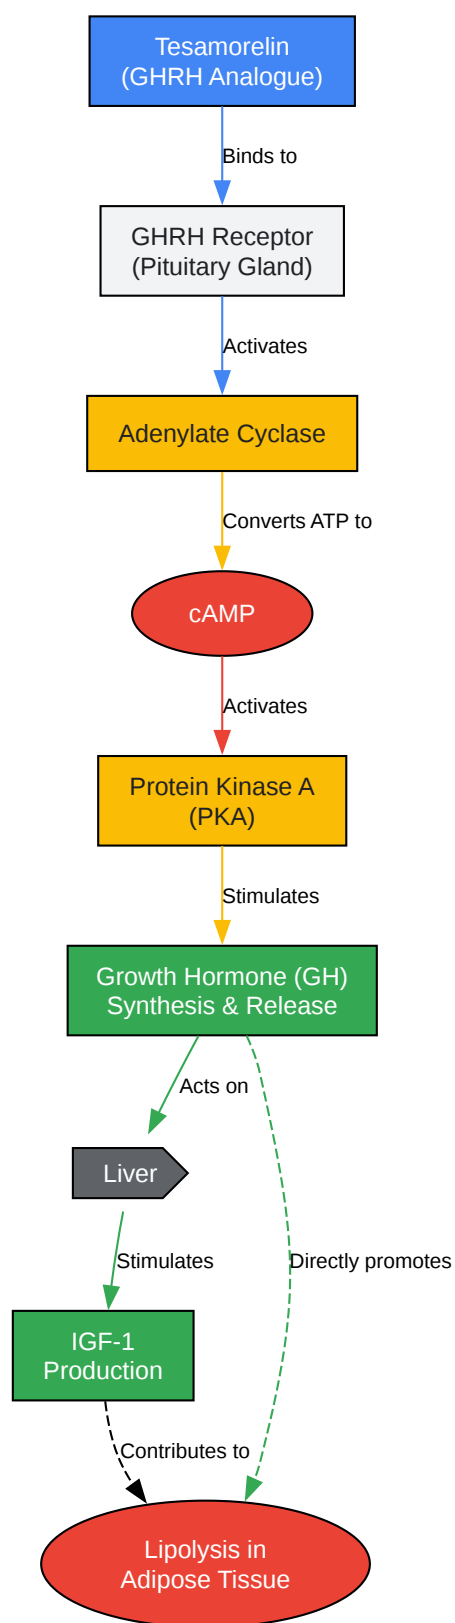 Tesamorelin
(GHRH Analogue)
Binds to
GHRH Receptor
(Pituitary Gland)
Activates
Adenylate Cyclase
Converts ATP to
cAMP
Activates
Protein Kinase A
(PKA)
Stimulates
Growth Hormone (GH)
Synthesis & Release
Acts on
Liver
Stimulates
Directly promotes
IGF-1
Production
Contributes to
Lipolysis in
Adipose Tissue